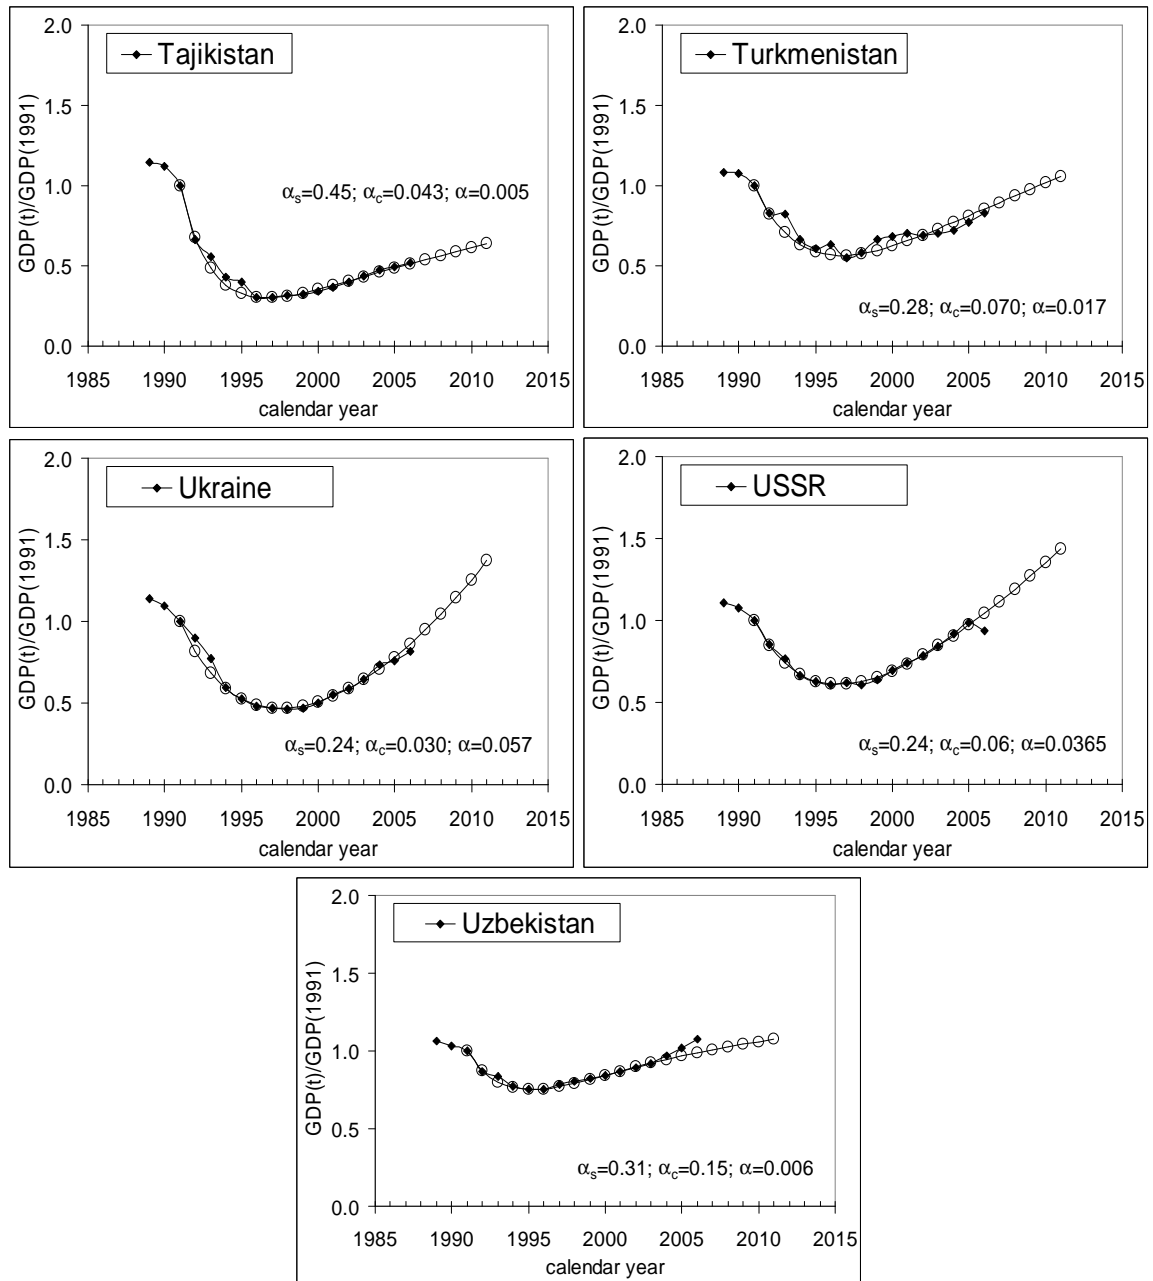 Tajikistan
GDP(t)/GDP(1991)
2.0
1.5
1.0
0.5
0.0
αs=0.45; αc=0.043; α=0.005
1985 1990 1995 2000 2005 2010 2015
calendar year
Turkmenistan
GDP(t)/GDP(1991)
2.0
1.5
1.0
0.5
0.0
αs=0.28; αc=0.070; α=0.017
1985 1990 1995 2000 2005 2010 2015
calendar year
Ukraine
GDP(t)/GDP(1991)
2.0
1.5
1.0
0.5
0.0
αs=0.24; αc=0.030; α=0.057
1985 1990 1995 2000 2005 2010 2015
calendar year
USSR
GDP(t)/GDP(1991)
2.0
1.5
1.0
0.5
0.0
αs=0.24; αc=0.06; α=0.0365
1985 1990 1995 2000 2005 2010 2015
calendar year
Uzbekistan
GDP(t)/GDP(1991)
2.0
1.5
1.0
0.5
0.0
αs=0.31; αc=0.15; α=0.006
1985 1990 1995 2000 2005 2010 2015
calendar year